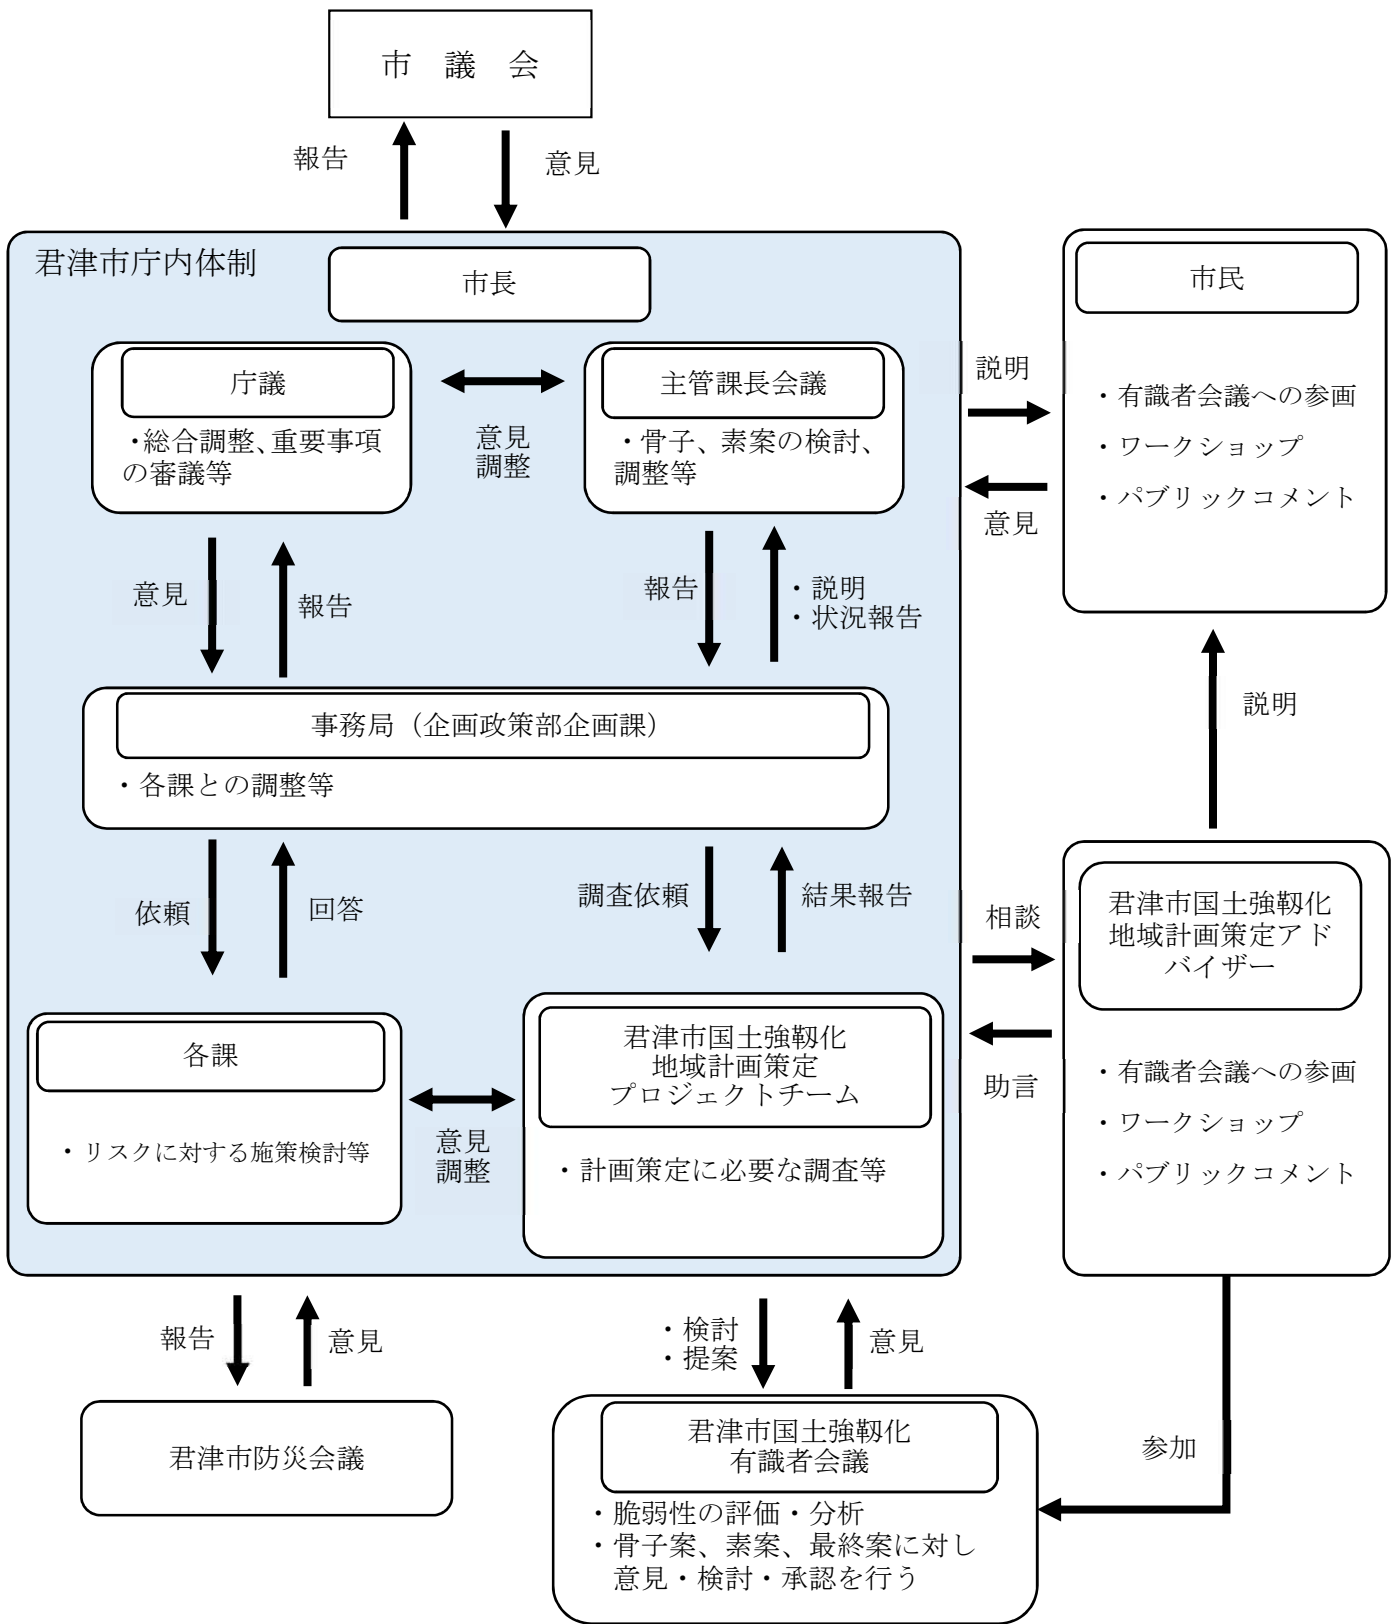 市　議　会
報告
意見
君津市庁内体制
市長
庁議
・総合調整、重要事項
の審議等
意見
調整
主管課長会議
・骨子、素案の検討、
調整等
説明
意見
市民
・有識者会議への参画
・ワークショップ
・パブリックコメント
意見
報告
報告
・説明
・状況報告
説明
事務局（企画政策部企画課）
・各課との調整等
依頼
回答
調査依頼
結果報告
相談
助言
君津市国土強靱化
地域計画策定アド
バイザー
・有識者会議への参画
・ワークショップ
・パブリックコメント
各課
・リスクに対する施策検討等
意見
調整
君津市国土強靱化
地域計画策定
プロジェクトチーム
・計画策定に必要な調査等
報告
意見
・検討
・提案
意見
参加
君津市防災会議
君津市国土強靱化
有識者会議
・脆弱性の評価・分析
・骨子案、素案、最終案に対し
意見・検討・承認を行う